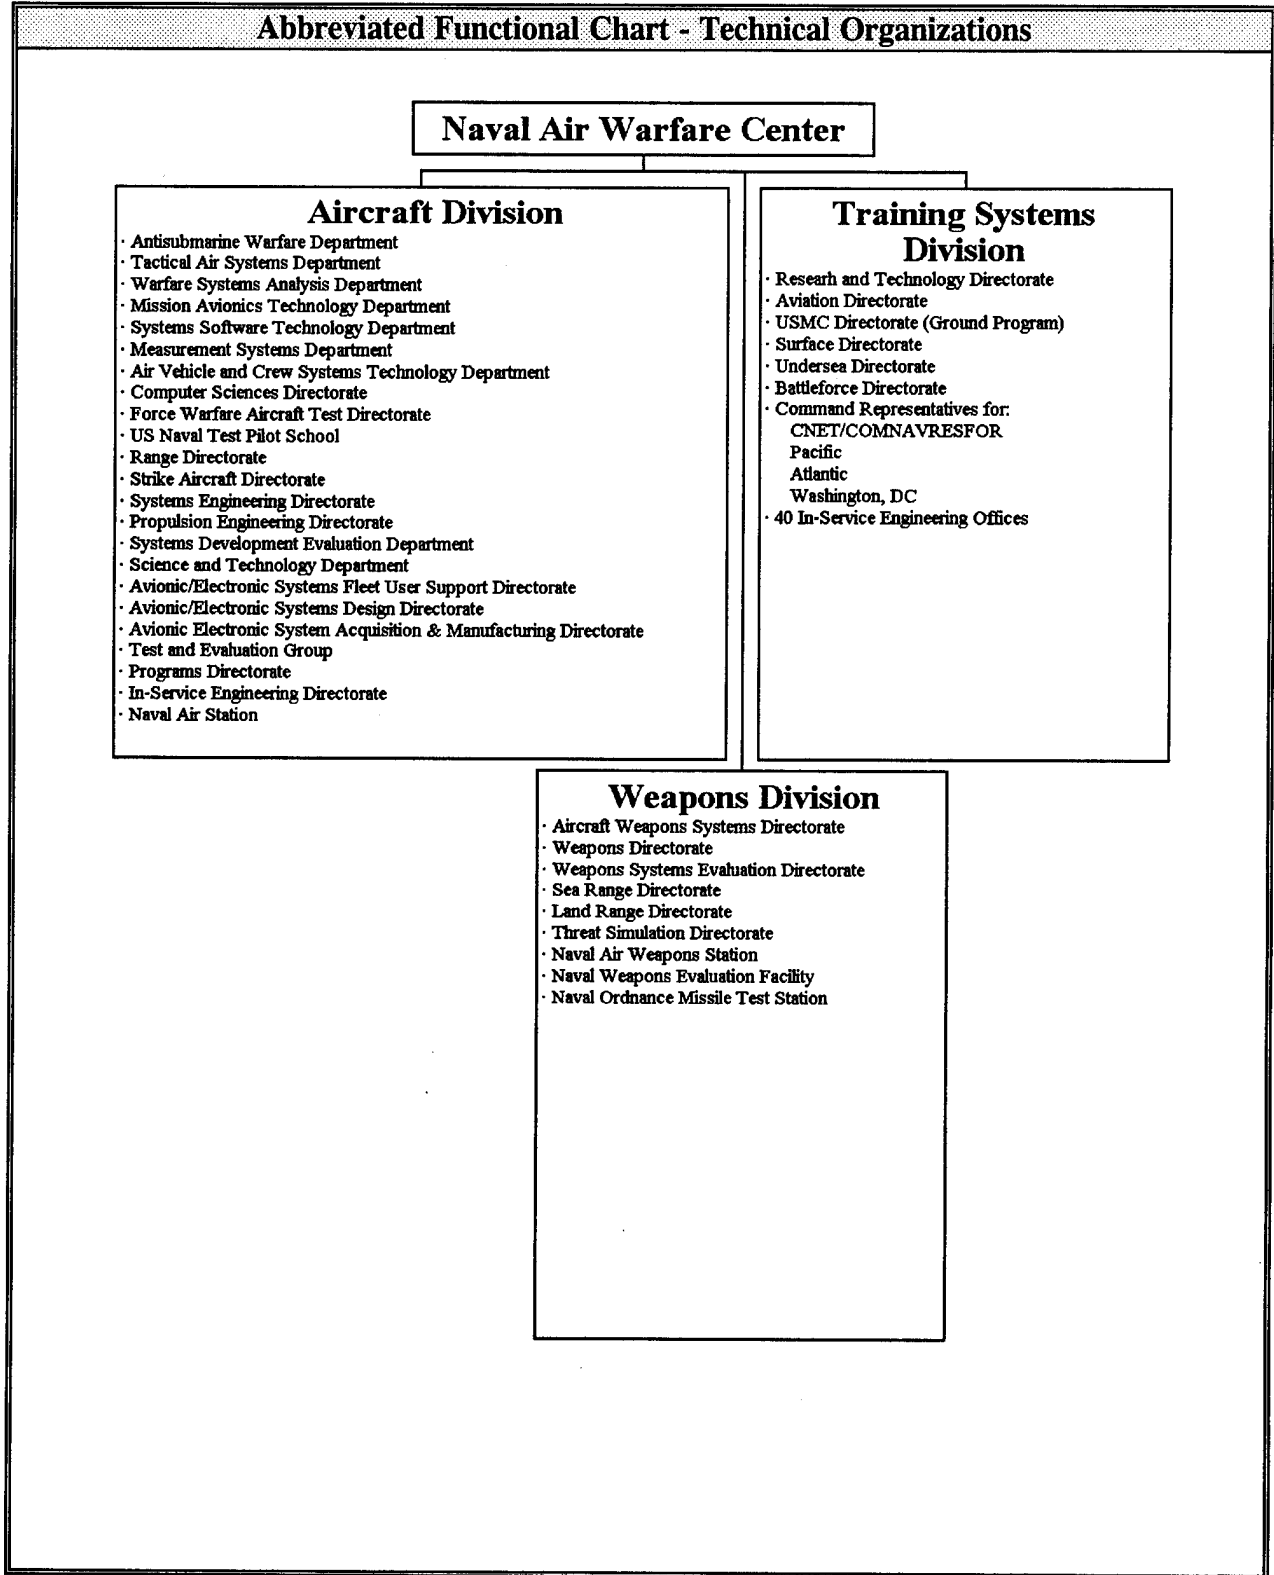 Abbreviated Functional Chart - Technical Organizations
Naval Air Warfare Center
Aircraft Division
· Antisubmarine Warfare Department
· Tactical Air Systems Department
· Warfare Systems Analysis Department
· Mission Avionics Technology Department
· Systems Software Technology Department
· Measurement Systems Department
· Air Vehicle and Crew Systems Technology Department
· Computer Sciences Directorate
· Force Warfare Aircraft Test Directorate
· US Naval Test Pilot School
· Range Directorate
· Strike Aircraft Directorate
· Systems Engineering Directorate
· Propulsion Engineering Directorate
· Systems Development Evaluation Department
· Science and Technology Department
· Avionic/Electronic Systems Fleet User Support Directorate
· Avionic/Electronic Systems Design Directorate
· Avionic Electronic System Acquisition & Manufacturing Directorate
· Test and Evaluation Group
· Programs Directorate
· In-Service Engineering Directorate
· Naval Air Station
Training Systems
Division
· Researh and Technology Directorate
· Aviation Directorate
· USMC Directorate (Ground Program)
· Surface Directorate
· Undersea Directorate
· Battleforce Directorate
· Command Representatives for:
CNET/COMNAVRESFOR
Pacific
Atlantic
Washington, DC
· 40 In-Service Engineering Offices
Weapons Division
· Aircraft Weapons Systems Directorate
· Weapons Directorate
· Weapons Systems Evaluation Directorate
· Sea Range Directorate
· Land Range Directorate
· Threat Simulation Directorate
· Naval Air Weapons Station
· Naval Weapons Evaluation Facility
· Naval Ordnance Missile Test Station